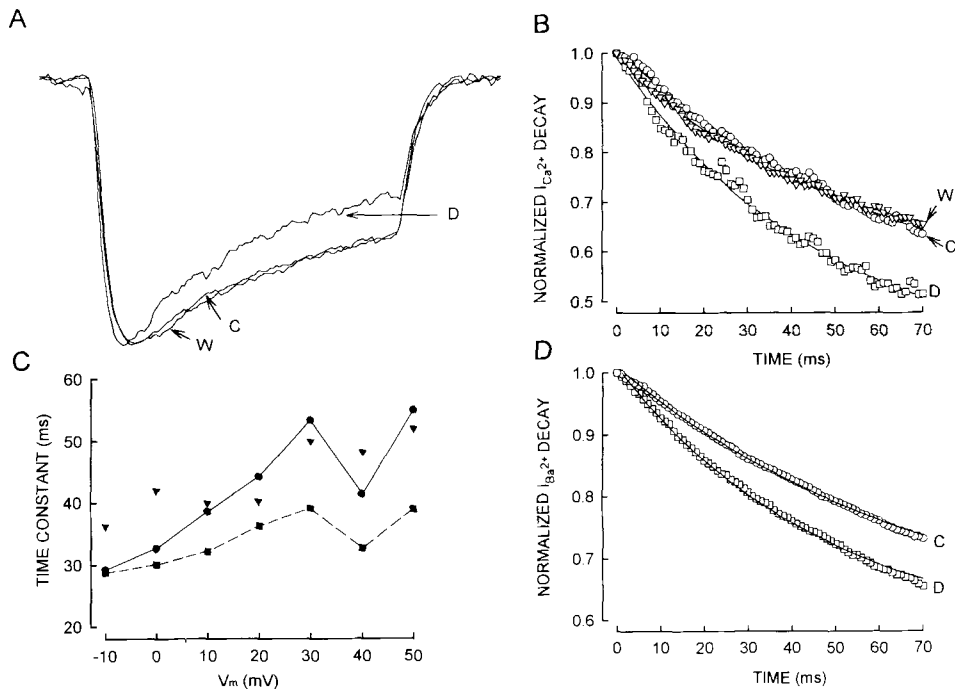 A
D
C
W
B
NORMALIZED I Ca2+ DECAY
1.0
0.9
0.8
0.7
0.6
0.5
W
C
D
0 10 20 30 40 50 60 70
TIME (ms)
C
TIME CONSTANT (ms)
60
50
40
30
20
-10 0 10 20 30 40 50
Vm (mV)
D
NORMALIZED I Ba2+ DECAY
1.0
0.9
0.8
0.7
0.6
C
D
0 10 20 30 40 50 60 70
TIME (ms)